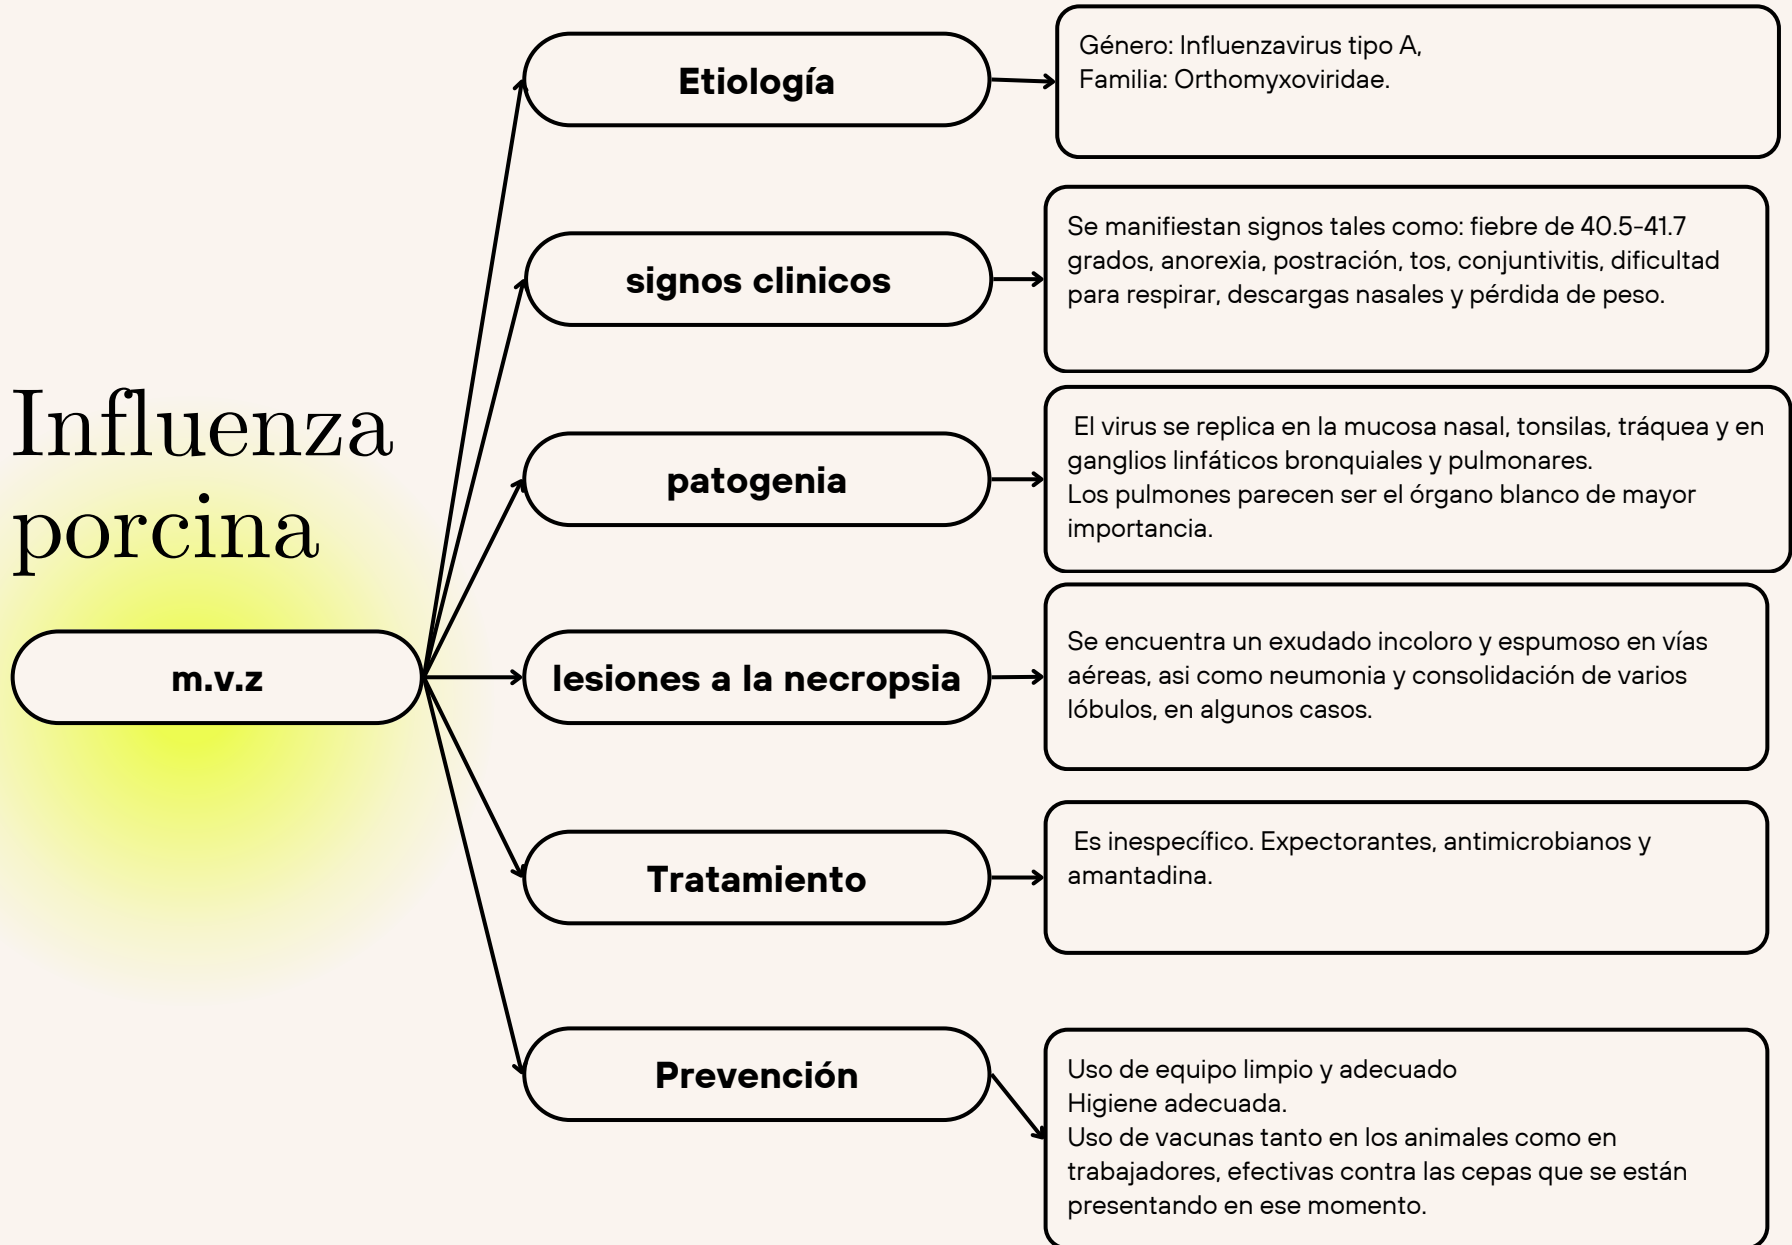 Influenza
porcina
m.v.z
Etiología
Género: Influenzavirus tipo A,
Familia: Orthomyxoviridae.
signos clinicos
Se manifiestan signos tales como: fiebre de 40.5-41.7
grados, anorexia, postración, tos, conjuntivitis, dificultad
para respirar, descargas nasales y pérdida de peso.
patogenia
El virus se replica en la mucosa nasal, tonsilas, tráquea y en
ganglios linfáticos bronquiales y pulmonares.
Los pulmones parecen ser el órgano blanco de mayor
importancia.
lesiones a la necropsia
Se encuentra un exudado incoloro y espumoso en vías
aéreas, asi como neumonia y consolidación de varios
lóbulos, en algunos casos.
Tratamiento
Es inespecífico. Expectorantes, antimicrobianos y
amantadina.
Prevención
Uso de equipo limpio y adecuado
Higiene adecuada.
Uso de vacunas tanto en los animales como en
trabajadores, efectivas contra las cepas que se están
presentando en ese momento.